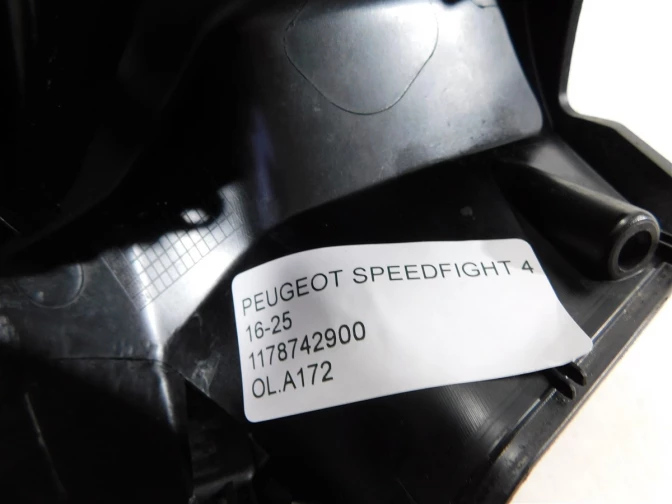 PEUGEOT SPEEDFIGHT 4
16-25
1178742900
OL.A172